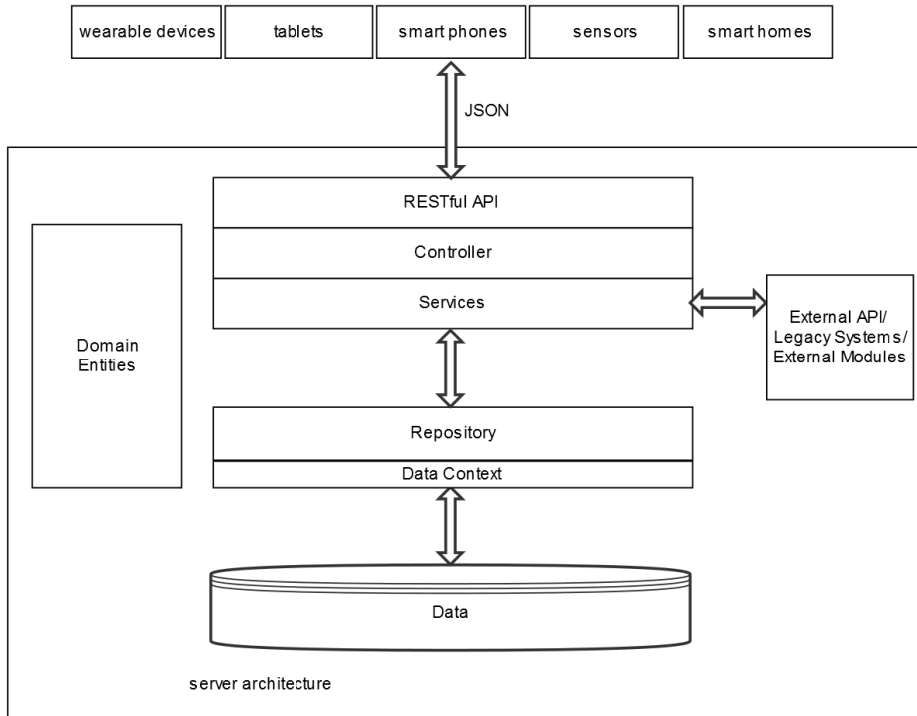 wearable devices
tablets
smart phones
sensors
smart homes
JSON
RESTful API
Controller
Services
External API/
Legacy Systems/
External Modules
Domain
Entities
Repository
Data Context
Data
server architecture